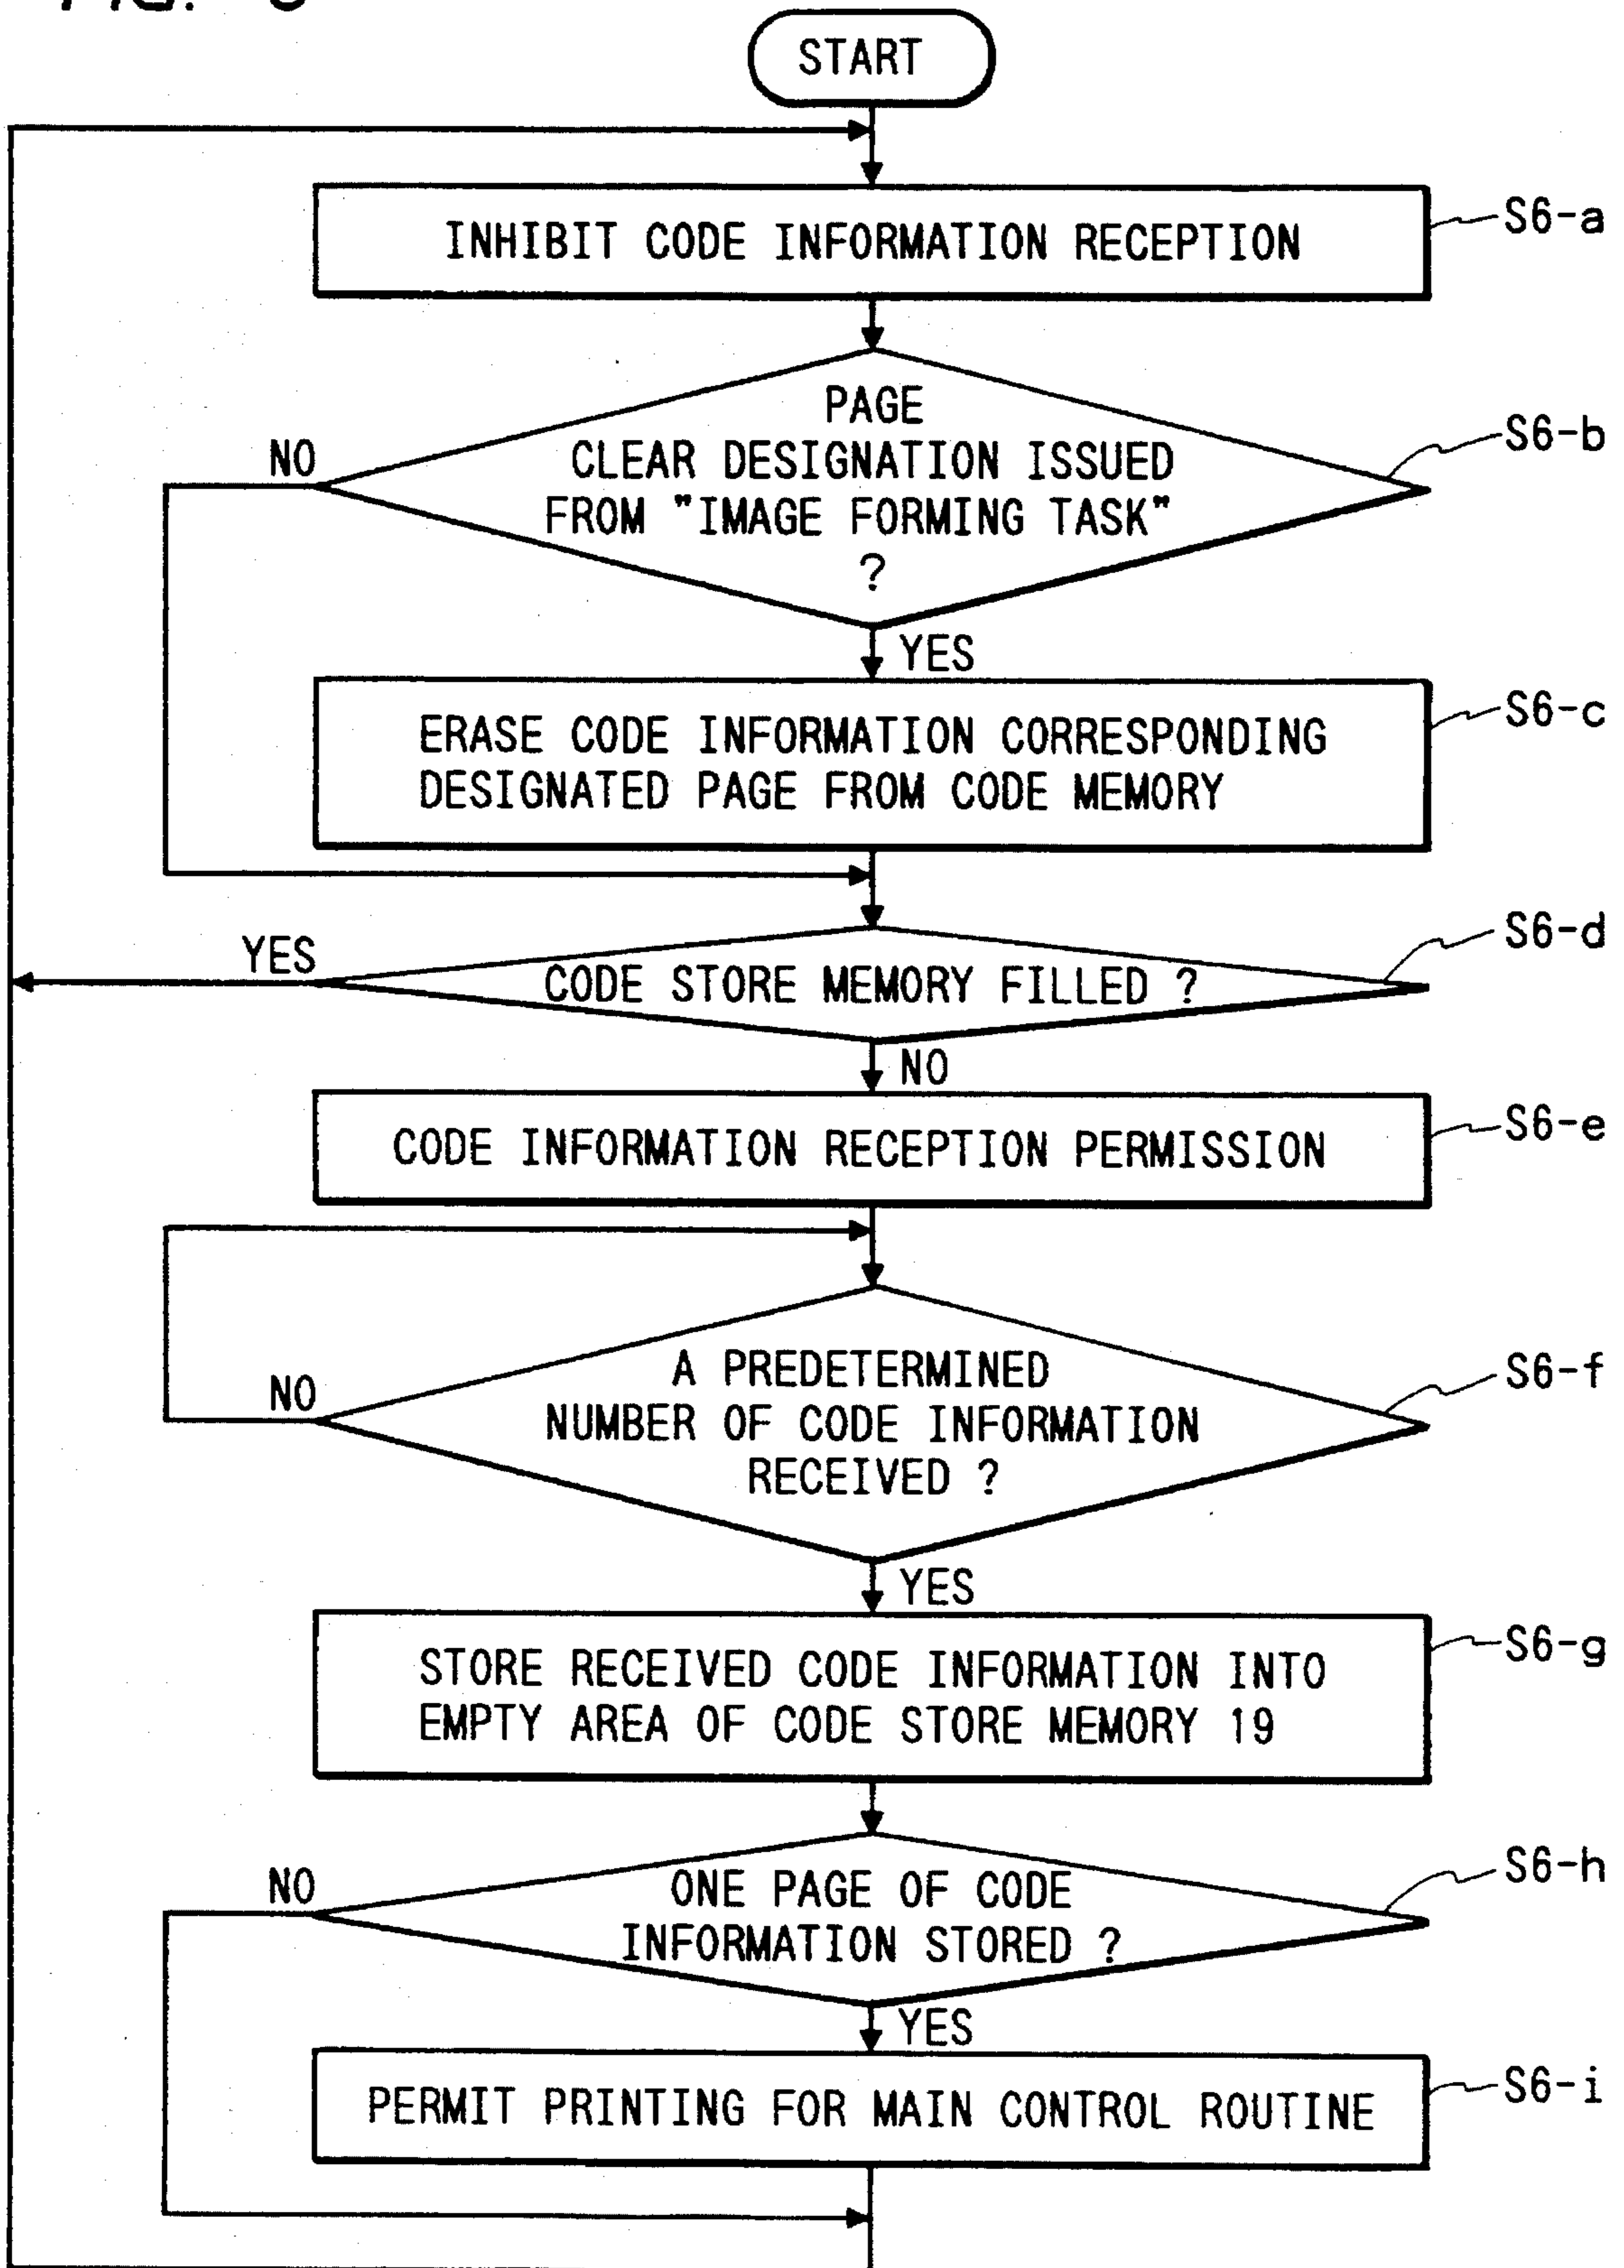 START
INHIBIT CODE INFORMATION RECEPTION
S6-a
PAGE
CLEAR DESIGNATION ISSUED
FROM "IMAGE FORMING TASK"
?
S6-b
NO
YES
ERASE CODE INFORMATION CORRESPONDING
DESIGNATED PAGE FROM CODE MEMORY
S6-c
CODE STORE MEMORY FILLED ?
S6-d
YES
NO
CODE INFORMATION RECEPTION PERMISSION
S6-e
A PREDETERMINED
NUMBER OF CODE INFORMATION
RECEIVED ?
S6-f
NO
YES
STORE RECEIVED CODE INFORMATION INTO
EMPTY AREA OF CODE STORE MEMORY 19
S6-g
ONE PAGE OF CODE
INFORMATION STORED ?
S6-h
NO
YES
PERMIT PRINTING FOR MAIN CONTROL ROUTINE
S6-i